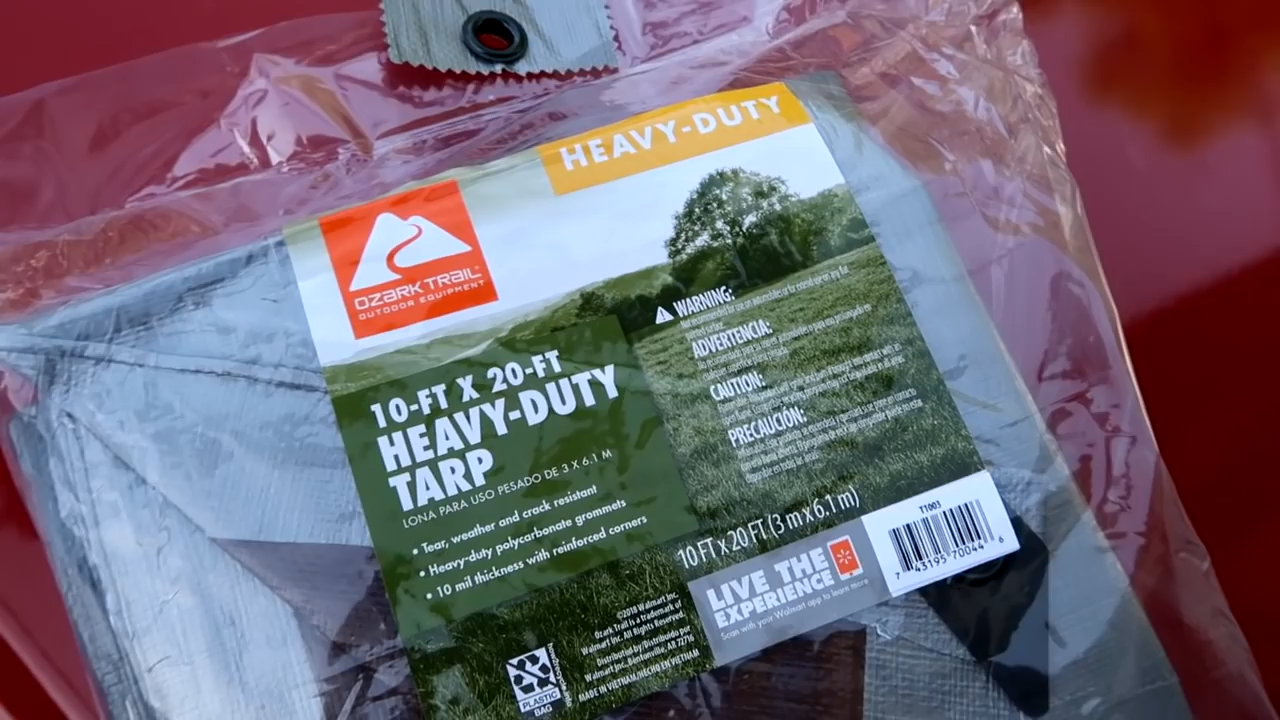 HEAVY-DUTY
OZARK TRAIL
OUTDOOR EQUIPMENT
10-FT X 20-FT
HEAVY-DUTY
TARP
LONA PARA USO PESADO DE 3 X 6.1 M
• Tear, weather and crack resistant
• Heavy-duty polycarbonate grommets
• 10 mil thickness with reinforced corners
WARNING:
ADVERTENCIA:
CAUTION:
PRECAUCIÓN:
10 FT x 20 FT (3 m x 6.1 m)
LIVE THE
EXPERIENCE
Scan with your Walmart app to learn more
T1003
7 43195 70044 6
©2018 Walmart Inc.
Ozark Trail is a trademark of
Walmart Inc. All Rights Reserved.
Distributed by/Distribuido por:
Walmart Inc. Bentonville, AR 72716
MADE IN VIETNAM/HECHO EN VIETNAM
PLASTIC
BAG